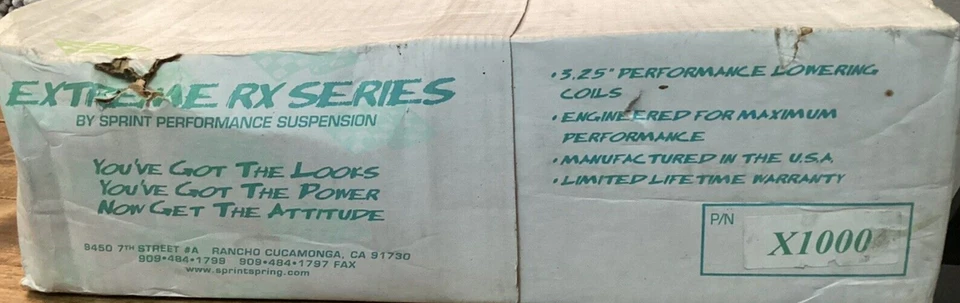 EXTREME RX SERIES
BY SPRINT PERFORMANCE SUSPENSION
YOU'VE GOT THE LOOKS
YOU'VE GOT THE POWER
NOW GET THE ATTITUDE
9450 7TH STREET #A RANCHO CUCAMONGA, CA 91730
909•484•1799 909•484•1797 FAX
www.sprintspring.com
• 3.25" PERFORMANCE LOWERING
COILS
• ENGINEERED FOR MAXIMUM
PERFORMANCE
• MANUFACTURED IN THE U.S.A.
• LIMITED LIFETIME WARRANTY
P/N
X1000